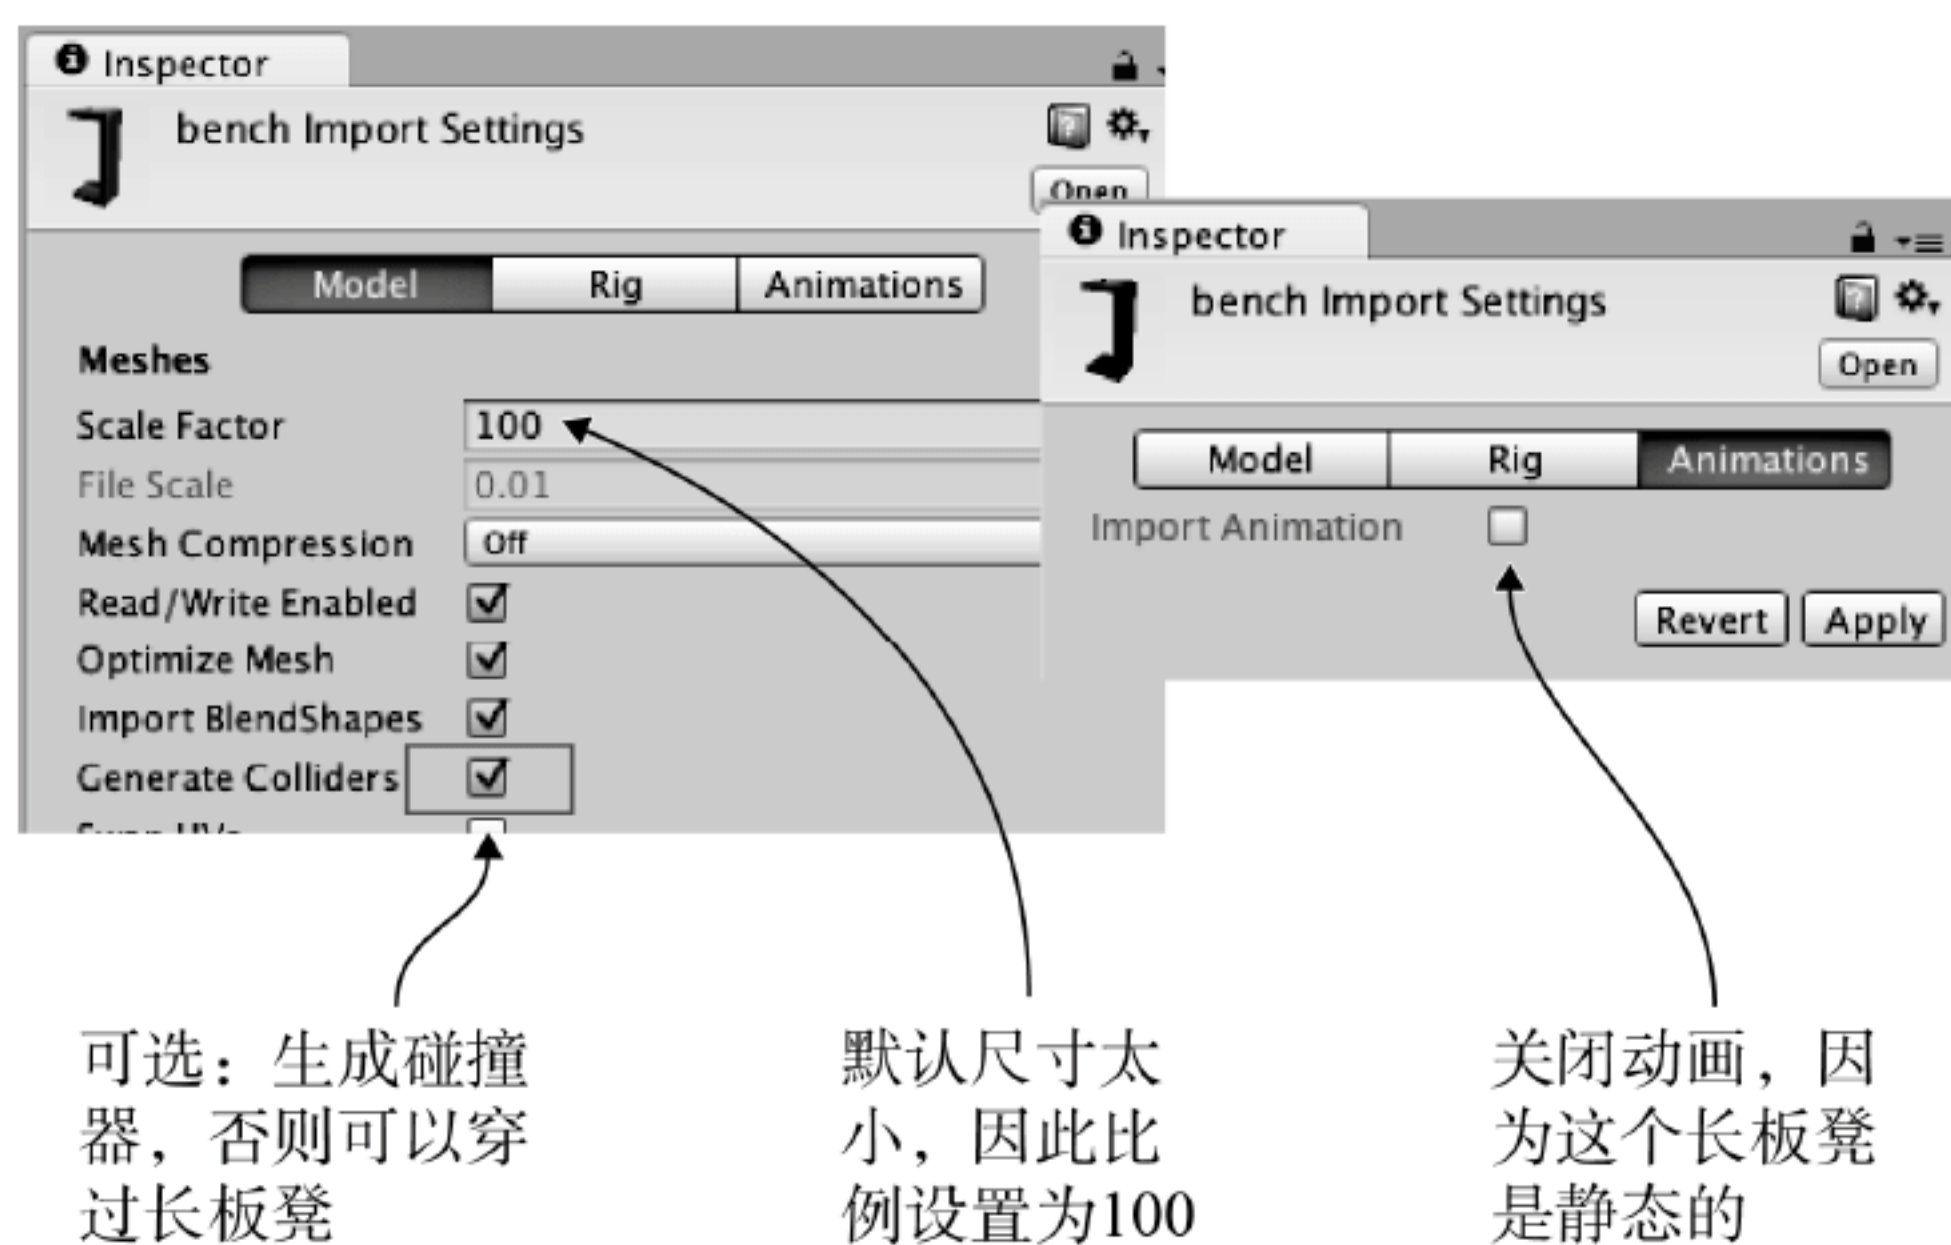 Inspector
bench Import Settings
Open
Model Rig Animations
Meshes
Scale Factor 100
File Scale 0.01
Mesh Compression Off
Read/Write Enabled
Optimize Mesh
Import BlendShapes
Generate Colliders
Inspector
bench Import Settings
Open
Model Rig Animations
Import Animation
Revert Apply
可选：生成碰撞
器，否则可以穿
过长板凳
默认尺寸太
小，因此比
例设置为100
关闭动画，因
为这个长板凳
是静态的